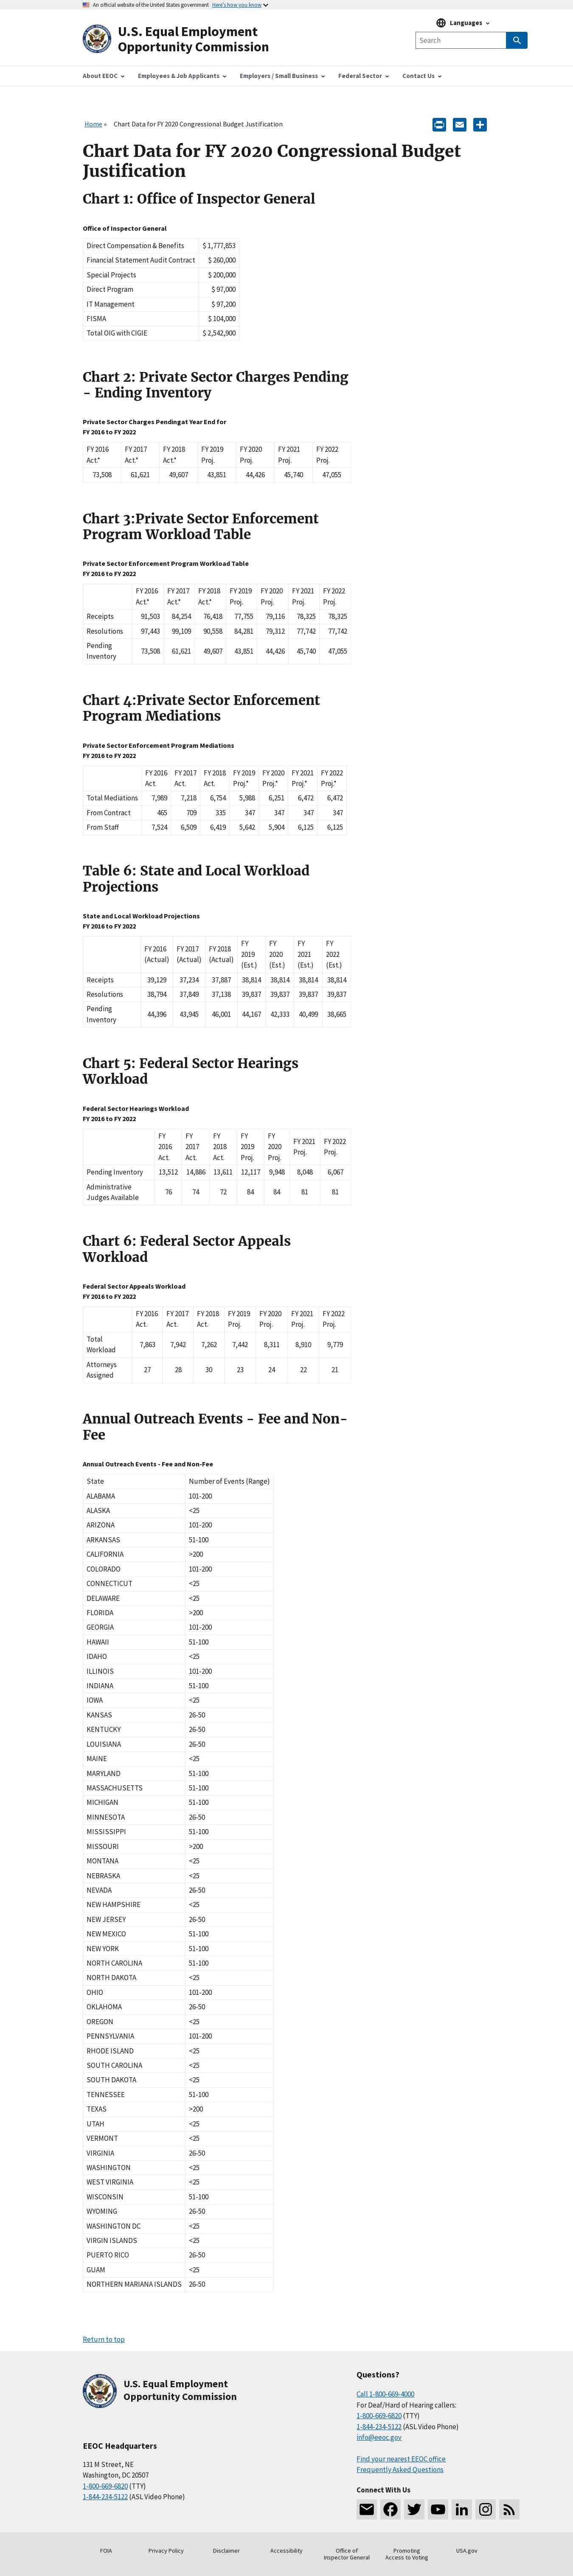 An official website of the United States government Here's how you know
U.S. Equal Employment
Opportunity Commission
Languages
Search
About EEOC
Employees & Job Applicants
Employers / Small Business
Federal Sector
Contact Us
Home » Chart Data for FY 2020 Congressional Budget Justification
Chart Data for FY 2020 Congressional Budget
Justification
Chart 1: Office of Inspector General
Office of Inspector General
Direct Compensation & Benefits $ 1,777,853
Financial Statement Audit Contract $ 260,000
Special Projects $ 200,000
Direct Program $ 97,000
IT Management $ 97,200
FISMA $ 104,000
Total OIG with CIGIE $ 2,542,900
Chart 2: Private Sector Charges Pending
- Ending Inventory
Private Sector Charges Pendingat Year End for
FY 2016 to FY 2022
FY 2016 FY 2017 FY 2018 FY 2019 FY 2020 FY 2021 FY 2022
Act.* Act.* Act.* Proj. Proj. Proj. Proj.
73,508 61,621 49,607 43,851 44,426 45,740 47,055
Chart 3:Private Sector Enforcement
Program Workload Table
Private Sector Enforcement Program Workload Table
FY 2016 to FY 2022
FY 2016 FY 2017 FY 2018 FY 2019 FY 2020 FY 2021 FY 2022
Act.* Act.* Act.* Proj. Proj. Proj. Proj.
Receipts 91,503 84,254 76,418 77,755 79,116 78,325 78,325
Resolutions 97,443 99,109 90,558 84,281 79,312 77,742 77,742
Pending
Inventory 73,508 61,621 49,607 43,851 44,426 45,740 47,055
Chart 4:Private Sector Enforcement
Program Mediations
Private Sector Enforcement Program Mediations
FY 2016 to FY 2022
FY 2016 FY 2017 FY 2018 FY 2019 FY 2020 FY 2021 FY 2022
Act. Act. Act. Proj.* Proj.* Proj.* Proj.*
Total Mediations 7,989 7,218 6,754 5,988 6,251 6,472 6,472
From Contract 465 709 335 347 347 347 347
From Staff 7,524 6,509 6,419 5,642 5,904 6,125 6,125
Table 6: State and Local Workload
Projections
State and Local Workload Projections
FY 2016 to FY 2022
FY 2016 FY 2017 FY 2018 FY FY FY FY
(Actual) (Actual) (Actual) 2019 2020 2021 2022
(Est.) (Est.) (Est.) (Est.)
Receipts 39,129 37,234 37,887 38,814 38,814 38,814 38,814
Resolutions 38,794 37,849 37,138 39,837 39,837 39,837 39,837
Pending
Inventory 44,396 43,945 46,001 44,167 42,333 40,499 38,665
Chart 5: Federal Sector Hearings
Workload
Federal Sector Hearings Workload
FY 2016 to FY 2022
FY FY FY FY FY FY 2021 FY 2022
2016 2017 2018 2019 2020 Proj. Proj.
Act. Act. Act. Proj. Proj.
Pending Inventory 13,512 14,886 13,611 12,117 9,948 8,048 6,067
Administrative
Judges Available 76 74 72 84 84 81 81
Chart 6: Federal Sector Appeals
Workload
Federal Sector Appeals Workload
FY 2016 to FY 2022
FY 2016 FY 2017 FY 2018 FY 2019 FY 2020 FY 2021 FY 2022
Act. Act. Act. Proj. Proj. Proj. Proj.
Total
Workload 7,863 7,942 7,262 7,442 8,311 8,910 9,779
Attorneys
Assigned 27 28 30 23 24 22 21
Annual Outreach Events - Fee and Non-
Fee
Annual Outreach Events - Fee and Non-Fee
State Number of Events (Range)
ALABAMA 101-200
ALASKA <25
ARIZONA 101-200
ARKANSAS 51-100
CALIFORNIA >200
COLORADO 101-200
CONNECTICUT <25
DELAWARE <25
FLORIDA >200
GEORGIA 101-200
HAWAII 51-100
IDAHO <25
ILLINOIS 101-200
INDIANA 51-100
IOWA <25
KANSAS 26-50
KENTUCKY 26-50
LOUISIANA 26-50
MAINE <25
MARYLAND 51-100
MASSACHUSETTS 51-100
MICHIGAN 51-100
MINNESOTA 26-50
MISSISSIPPI 51-100
MISSOURI >200
MONTANA <25
NEBRASKA <25
NEVADA 26-50
NEW HAMPSHIRE <25
NEW JERSEY 26-50
NEW MEXICO 51-100
NEW YORK 51-100
NORTH CAROLINA 51-100
NORTH DAKOTA <25
OHIO 101-200
OKLAHOMA 26-50
OREGON <25
PENNSYLVANIA 101-200
RHODE ISLAND <25
SOUTH CAROLINA <25
SOUTH DAKOTA <25
TENNESSEE 51-100
TEXAS >200
UTAH <25
VERMONT <25
VIRGINIA 26-50
WASHINGTON <25
WEST VIRGINIA <25
WISCONSIN 51-100
WYOMING 26-50
WASHINGTON DC <25
VIRGIN ISLANDS <25
PUERTO RICO 26-50
GUAM <25
NORTHERN MARIANA ISLANDS 26-50
Return to top
U.S. Equal Employment
Opportunity Commission
EEOC Headquarters
131 M Street, NE
Washington, DC 20507
1-800-669-6820 (TTY)
1-844-234-5122 (ASL Video Phone)
Questions?
Call 1-800-669-4000
For Deaf/Hard of Hearing callers:
1-800-669-6820 (TTY)
1-844-234-5122 (ASL Video Phone)
info@eeoc.gov
Find your nearest EEOC office
Frequently Asked Questions
Connect With Us
FOIA
Privacy Policy
Disclaimer
Accessibility
Office of
Inspector General
Promoting
Access to Voting
USA.gov